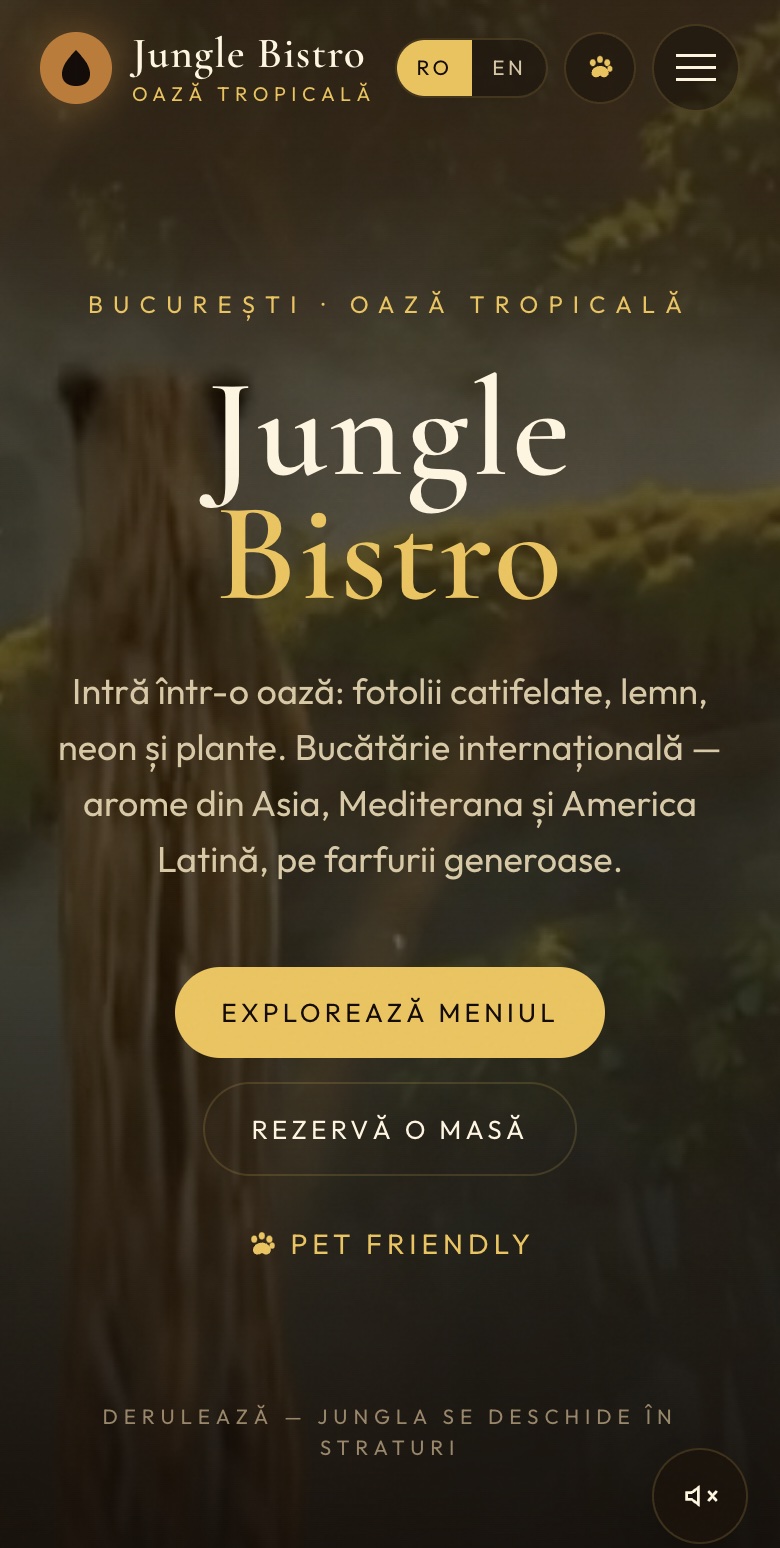 Jungle Bistro
OAZĂ TROPICALĂ
RO EN
BUCUREȘTI · OAZĂ TROPICALĂ
Jungle
Bistro
Intră într-o oază: fotolii catifelate, lemn,
neon și plante. Bucătărie internațională —
arome din Asia, Mediterana și America
Latină, pe farfurii generoase.
EXPLOREAZĂ MENIUL
REZERVĂ O MASĂ
PET FRIENDLY
DERULEAZĂ — JUNGLA SE DESCHIDE ÎN
STRATURI